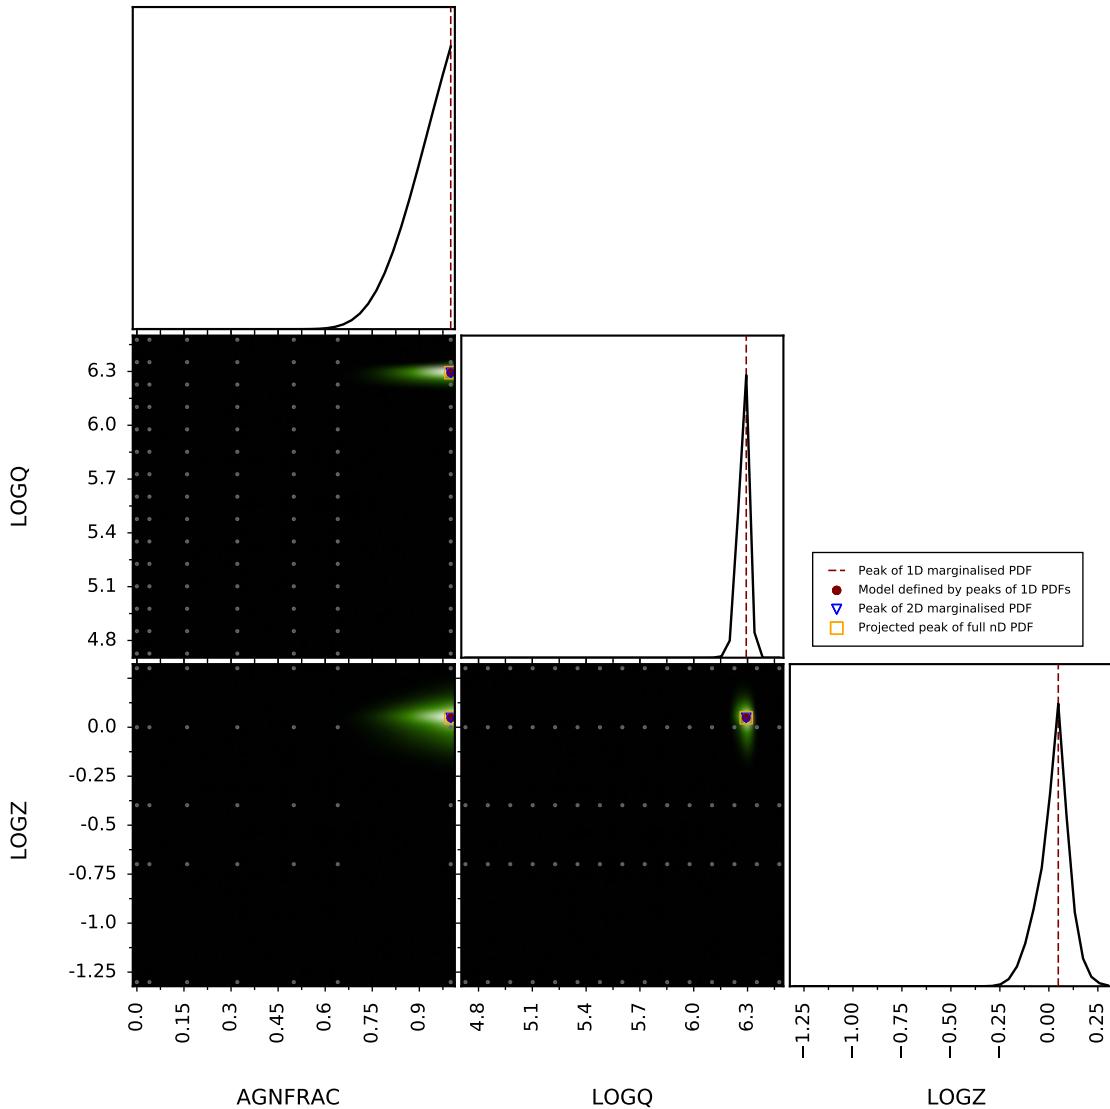 6.3
6.0
5.7
5.4
5.1
4.8
LOGQ
Peak of 1D marginalised PDF
Model defined by peaks of 1D PDFs
Peak of 2D marginalised PDF
Projected peak of full nD PDF
0.0
-0.25
-0.5
-0.75
-1.0
-1.25
LOGZ
0.0 0.15 0.3 0.45 0.6 0.75 0.9
4.8 5.1 5.4 5.7 6.0 6.3
−1.25 −1.00 −0.75 −0.50 −0.25 0.00 0.25
AGNFRAC
LOGQ
LOGZ